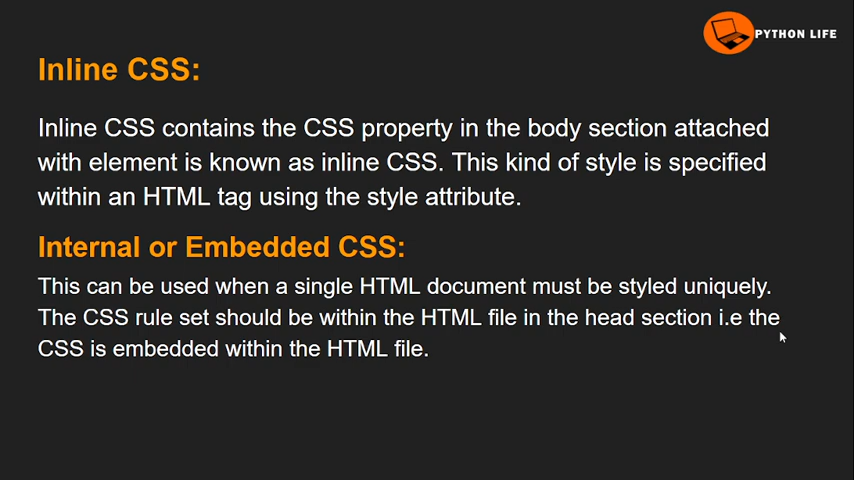 PYTHON LIFE
Inline CSS:
Inline CSS contains the CSS property in the body section attached
with element is known as inline CSS. This kind of style is specified
within an HTML tag using the style attribute.
Internal or Embedded CSS:
This can be used when a single HTML document must be styled uniquely.
The CSS rule set should be within the HTML file in the head section i.e the
CSS is embedded within the HTML file.